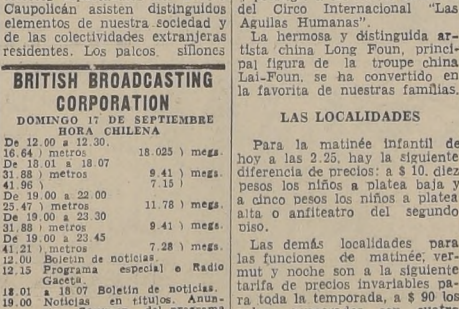 Caupolicán asisten distinguidos
elementos de nuestra sociedad y
de las colectividades extranjeras
residentes. Los palcos, sillones
BRITISH BROADCASTING
CORPORATION
DOMINGO 17 DE SEPTIEMBRE
HORA CHILENA
De 12.00 a 12.30.
16.64 ) metros 18.025 ) megs.
De 18.01 a 18.07
31.88 ) metros 9.41 ) megs.
41.96 ) 7.15 )
De 19.00 a 22.00
25.47 ) metros 11.78 ) megs.
De 19.00 a 23.30
31.88 ) metros 9.41 ) megs.
De 19.00 a 23.45
41.21 ) metros 7.28 ) megs.
12.00 Boletín de noticias.
12.15 Programa especial o Radio
Gaceta.
18.01 a 18.07 Boletín de noticias.
19.00 Noticias en títulos. Anun-
del Circo Internacional "Las
Aguilas Humanas".
La hermosa y distinguida ar-
tista china Long Foun, princi-
pal figura de la troupe china
Lai-Foun, se ha convertido en
la favorita de nuestras familias.
LAS LOCALIDADES
Para la matinée infantil de
hoy a las 2.25, hay la siguiente
diferencia de precios: a $ 10, diez
pesos los niños a platea baja y
a cinco pesos los niños a platea
alta o anfiteatro del segundo
piso.
Las demás localidades para
las funciones de matinée, ver-
mut y noche son a la siguiente
tarifa de precios invariables pa-
ra toda la temporada, a $ 90 los